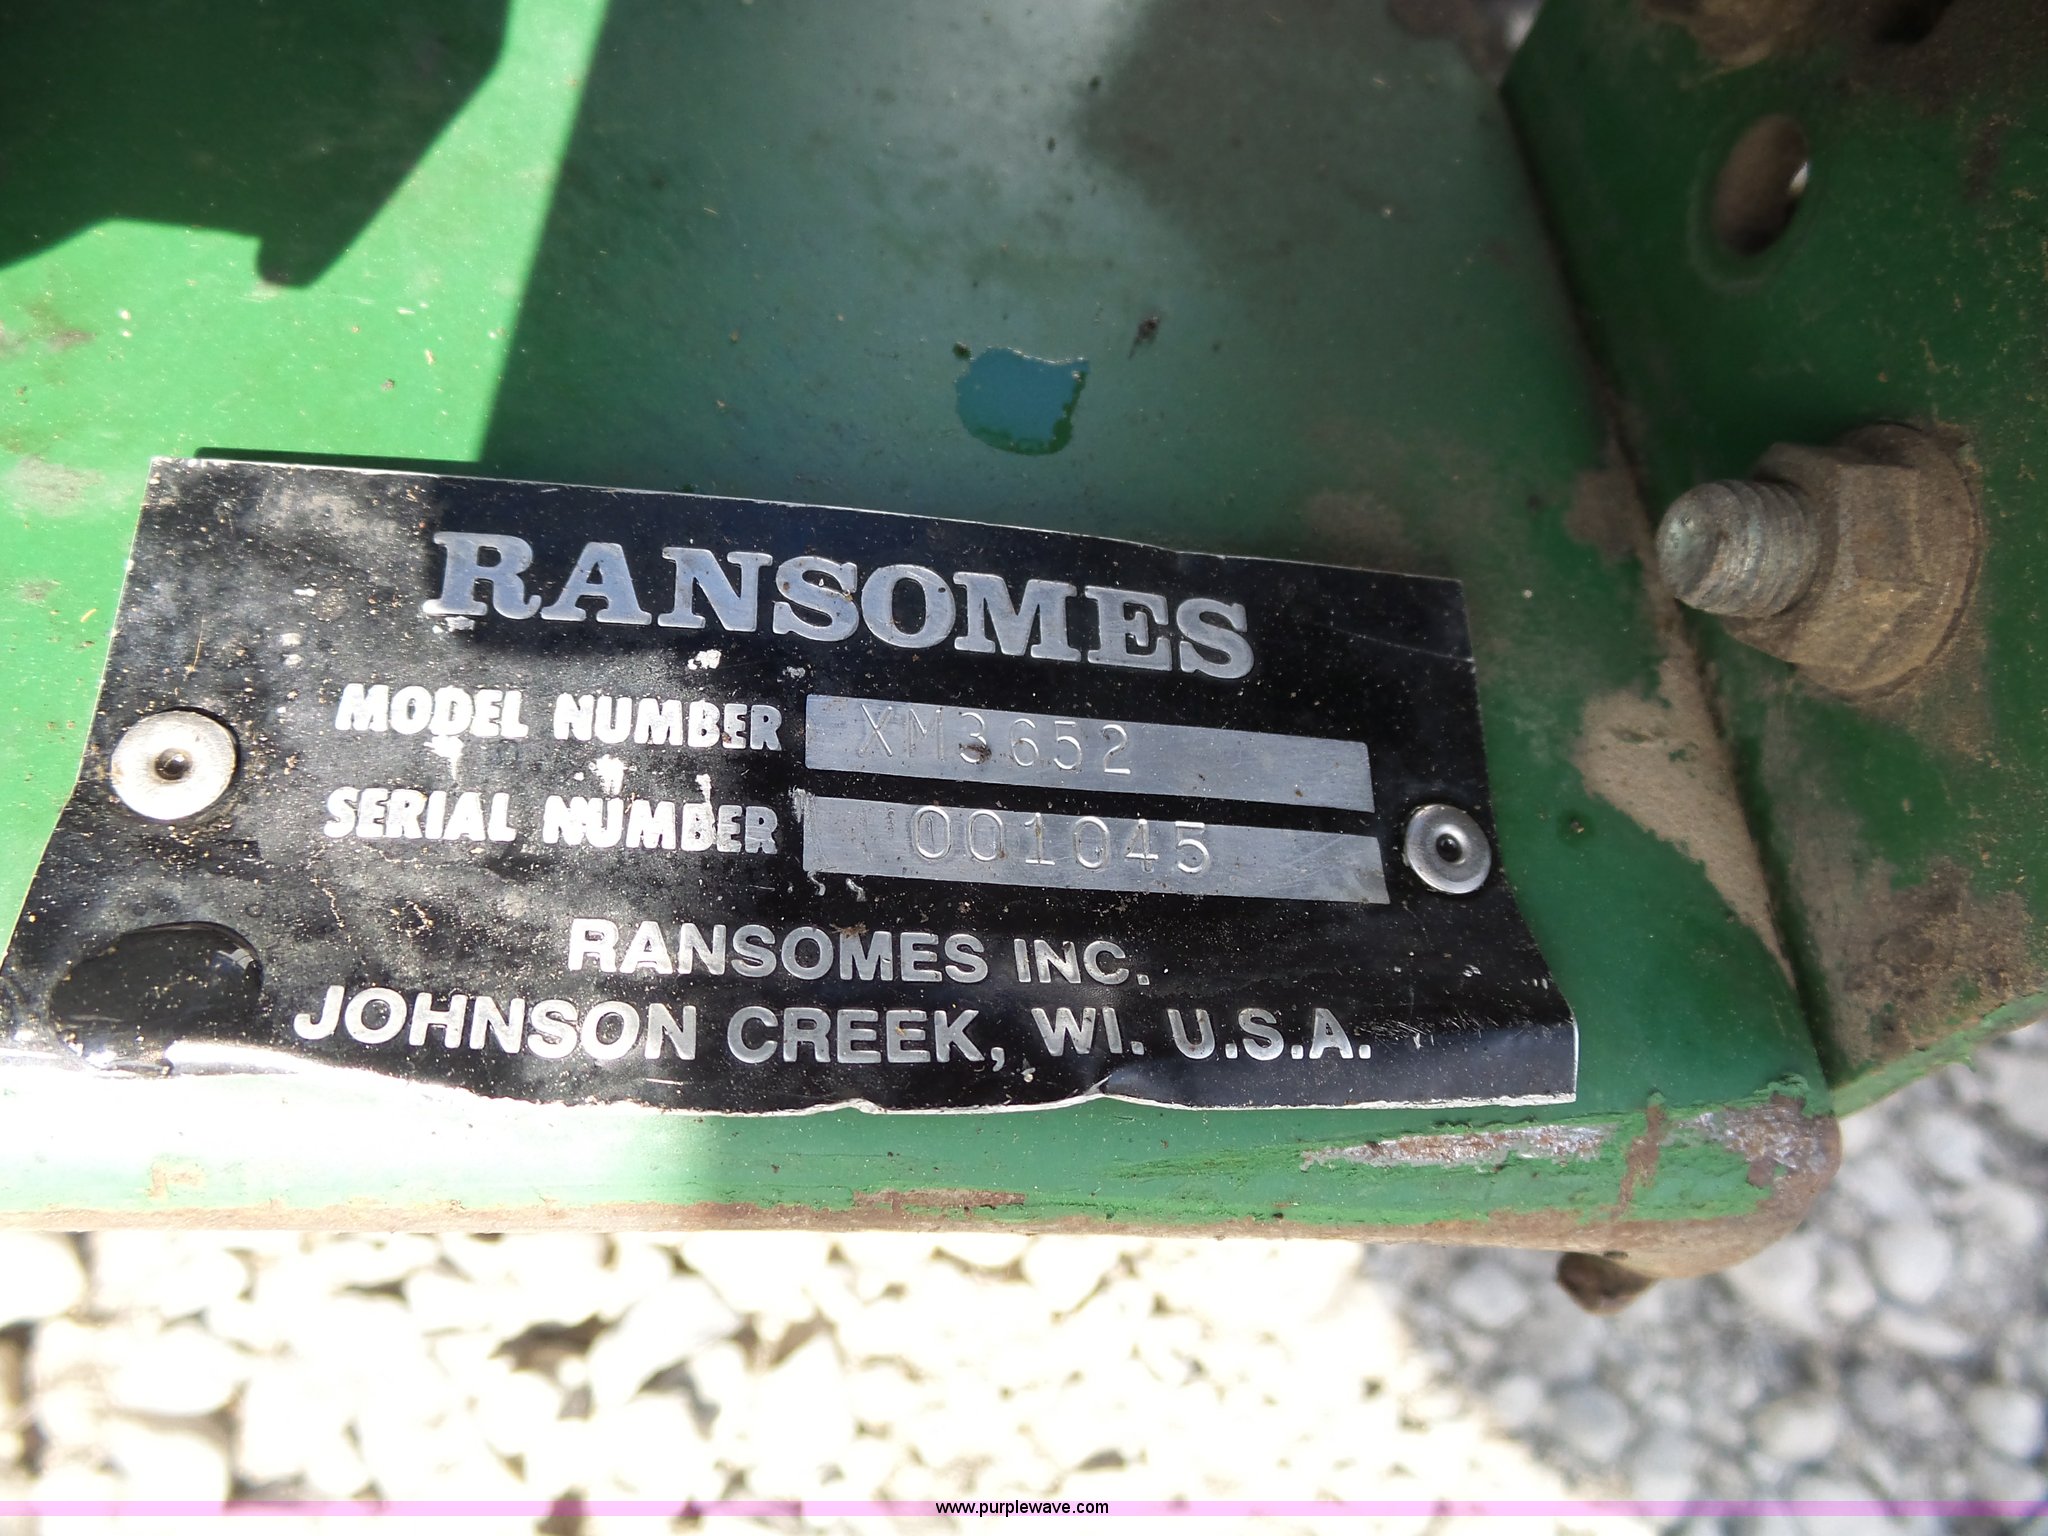 RANSOMES
MODEL NUMBER XM3652
SERIAL NUMBER 001045
RANSOMES INC.
JOHNSON CREEK, WI. U.S.A.
www.purplewave.com